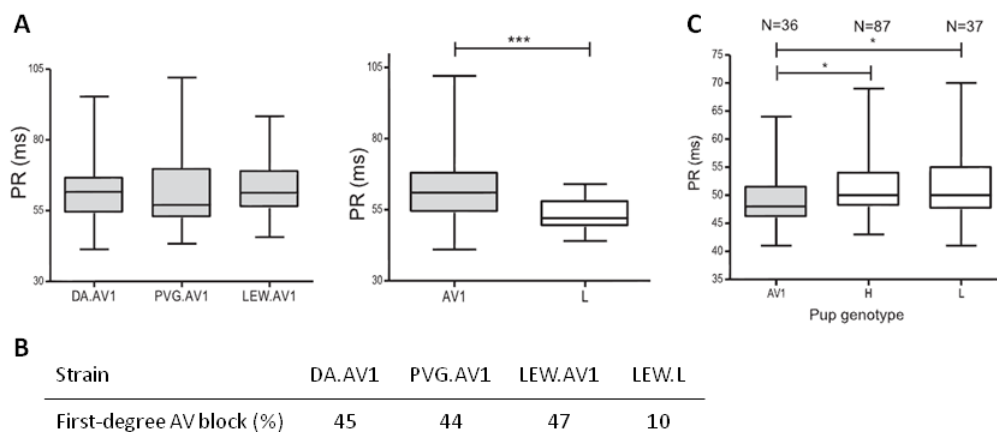 A
PR (ms)
105
80
55
30
DA.AV1 PVG.AV1 LEW.AV1
***
PR (ms)
105
80
55
30
AV1 L
C
N=36 N=87 N=37
*
*
PR (ms)
75
70
65
60
55
50
45
40
35
AV1 H L
Pup genotype
B
Strain DA.AV1 PVG.AV1 LEW.AV1 LEW.L
First-degree AV block (%) 45 44 47 10